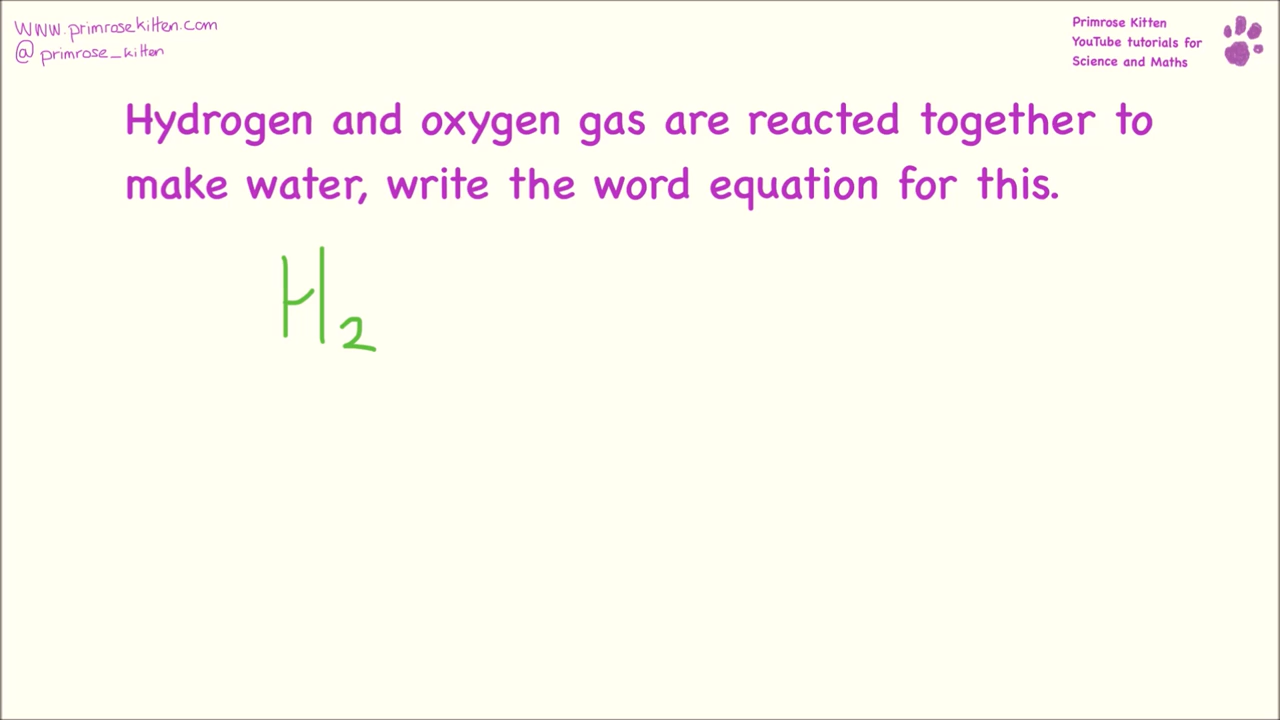 www.primrosekitten.com
@primrose_kitten
Primrose Kitten
YouTube tutorials for
Science and Maths
Hydrogen and oxygen gas are reacted together to
make water, write the word equation for this.
H₂